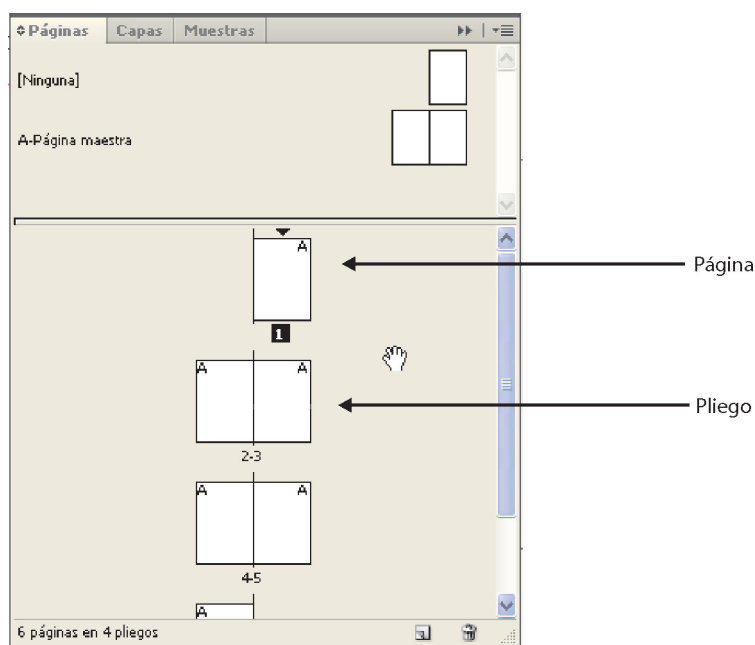 Páginas Capas Muestras
[Ninguna]
A-Página maestra
A
Página
1
A A
Pliego
2-3
A A
4-5
A
6 páginas en 4 pliegos